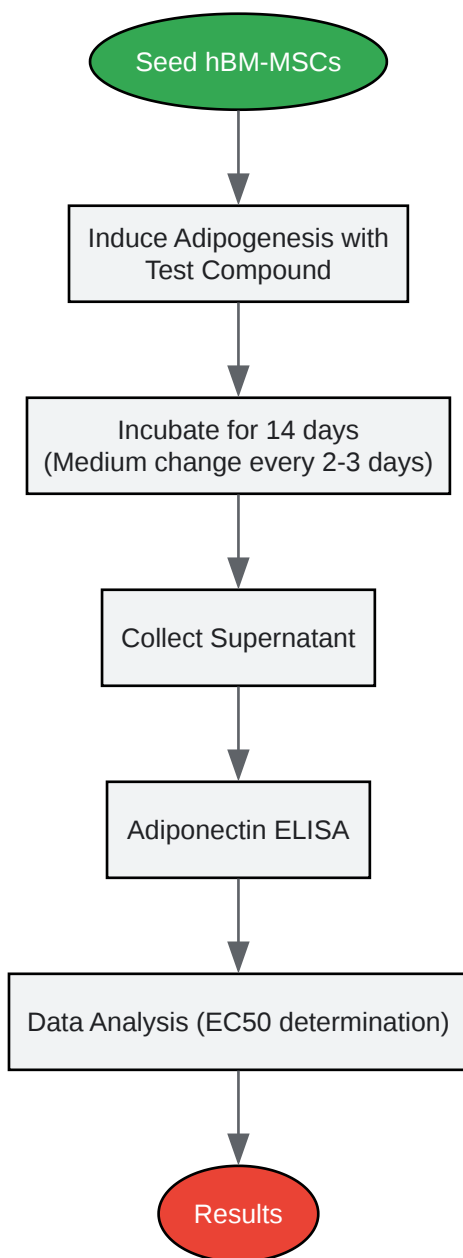 Seed hBM-MSCs
Induce Adipogenesis with
Test Compound
Incubate for 14 days
(Medium change every 2-3 days)
Collect Supernatant
Adiponectin ELISA
Data Analysis (EC50 determination)
Results